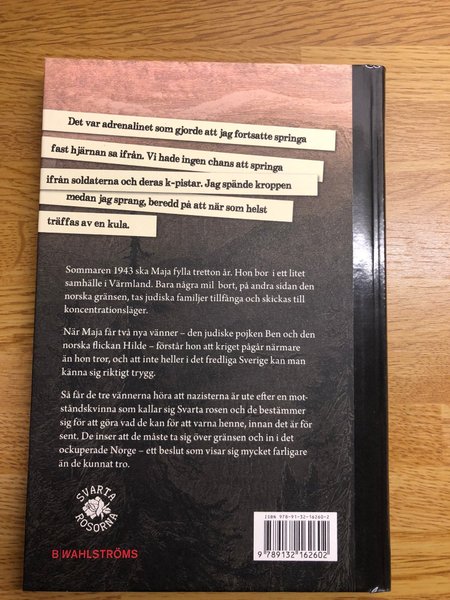 Det var adrenalinet som gjorde att jag fortsatte springa
fast hjärnan sa ifrån. Vi hade ingen chans att springa
ifrån soldaterna och deras k-pistar. Jag spände kroppen
medan jag sprang, beredd på att när som helst
träffas av en kula.
Sommaren 1943 ska Maja fylla tretton år. Hon bor i ett litet
samhälle i Värmland. Bara några mil bort, på andra sidan den
norska gränsen, tas judiska familjer tillfånga och skickas till
koncentrationsläger.
När Maja får två nya vänner – den judiske pojken Ben och den
norska flickan Hilde – förstår hon att kriget pågår närmare
än hon tror, och att inte heller i det fredliga Sverige kan man
känna sig riktigt trygg.
Så får de tre vännerna höra att nazisterna är ute efter en mot-
ståndskvinna som kallar sig Svarta rosen och de bestämmer
sig för att göra vad de kan för att varna henne, innan det är för
sent. De inser att de måste ta sig över gränsen och in i det
ockuperade Norge – ett beslut som visar sig mycket farligare
än de kunnat tro.
SVARTA
ROSORNA
B WAHLSTRÖMS
ISBN 978-91-32-16260-2
9 789132 162602